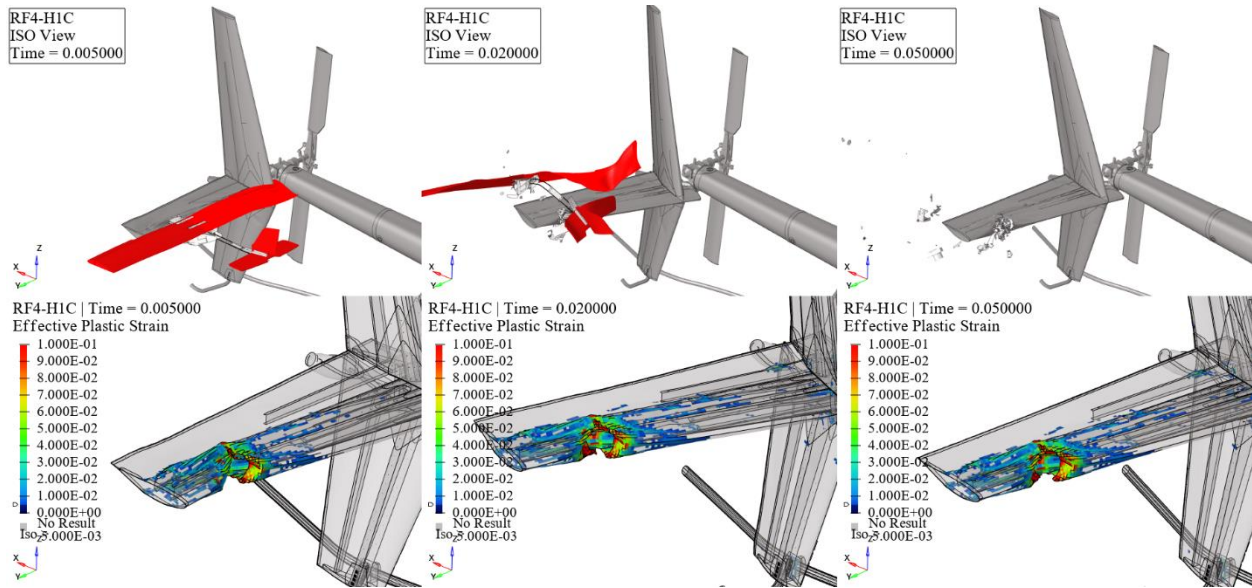 RF4-H1C
ISO View
Time = 0.005000
Z
X
Y
RF4-H1C
ISO View
Time = 0.020000
Z
X
Y
RF4-H1C
ISO View
Time = 0.050000
Z
X
Y
RF4-H1C | Time = 0.005000
Effective Plastic Strain
1.000E-01
9.000E-02
8.000E-02
7.000E-02
6.000E-02
5.000E-02
4.000E-02
3.000E-02
2.000E-02
1.000E-02
0.000E+00
No Result
Iso > 5.000E-03
Z
X
Y
RF4-H1C | Time = 0.020000
Effective Plastic Strain
1.000E-01
9.000E-02
8.000E-02
7.000E-02
6.000E-02
5.000E-02
4.000E-02
3.000E-02
2.000E-02
1.000E-02
0.000E+00
No Result
Iso > 5.000E-03
Z
X
Y
RF4-H1C | Time = 0.050000
Effective Plastic Strain
1.000E-01
9.000E-02
8.000E-02
7.000E-02
6.000E-02
5.000E-02
4.000E-02
3.000E-02
2.000E-02
1.000E-02
0.000E+00
No Result
Iso > 5.000E-03
Z
X
Y